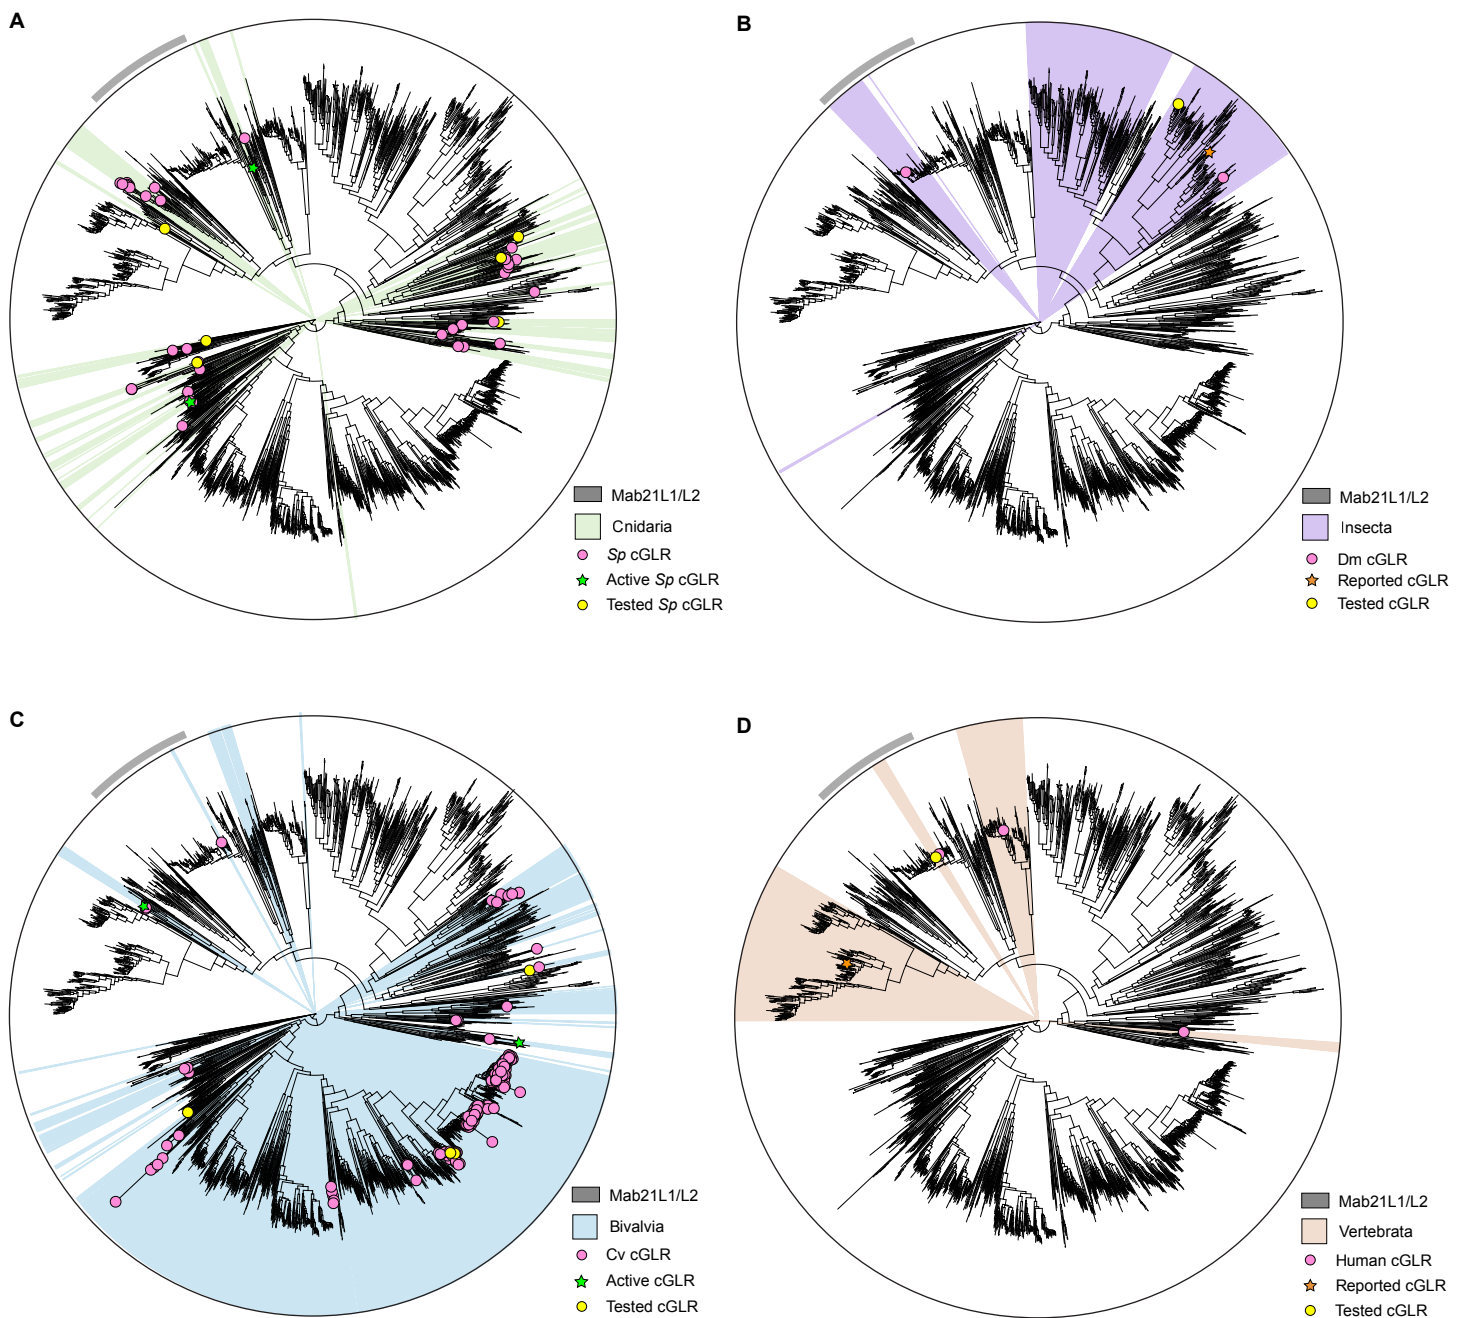 A
Mab21L1/L2
Cnidaria
Sp cGLR
Active Sp cGLR
Tested Sp cGLR
B
Mab21L1/L2
Insecta
Dm cGLR
Reported cGLR
Tested cGLR
C
Mab21L1/L2
Bivalvia
Cv cGLR
Active cGLR
Tested cGLR
D
Mab21L1/L2
Vertebrata
Human cGLR
Reported cGLR
Tested cGLR